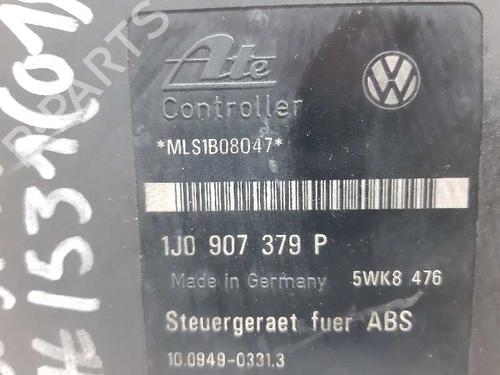 Ate
Controller
*MLS1B08047*
1J0 907 379 P
Made in Germany 5WK8 476
Steuergeraet fuer ABS
10.0949-0331.3